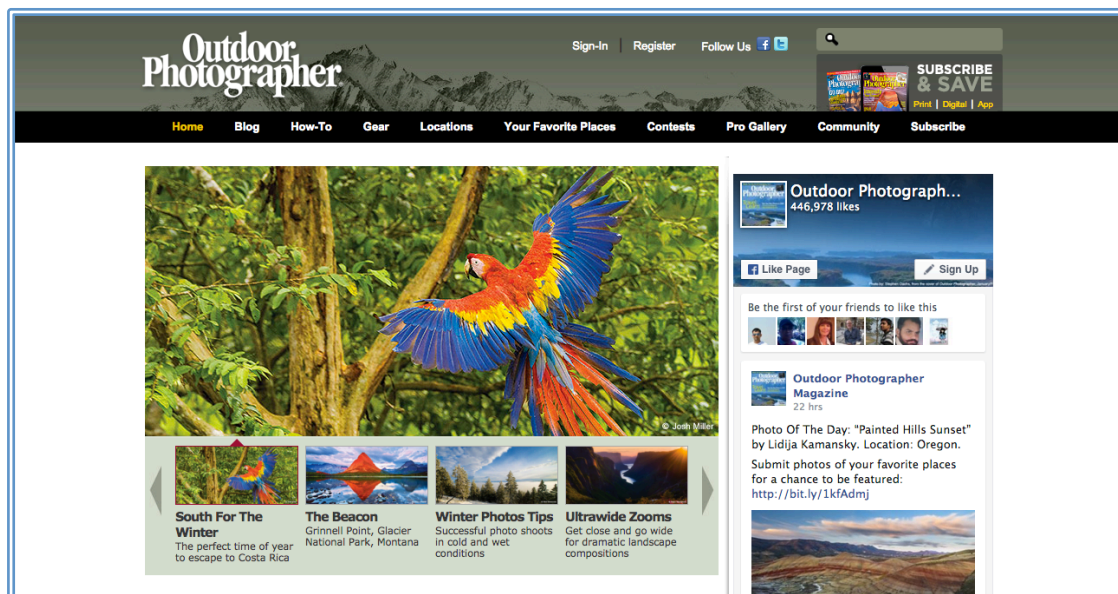 Outdoor
Photographer
Sign-In
Register
Follow Us
SUBSCRIBE
& SAVE
Print | Digital | App
Home
Blog
How-To
Gear
Locations
Your Favorite Places
Contests
Pro Gallery
Community
Subscribe
© Josh Miller
South For The
Winter
The perfect time of year
to escape to Costa Rica
The Beacon
Grinnell Point, Glacier
National Park, Montana
Winter Photos Tips
Successful photo shoots
in cold and wet
conditions
Ultrawide Zooms
Get close and go wide
for dramatic landscape
compositions
Outdoor Photograph...
446,978 likes
Like Page
Sign Up
Be the first of your friends to like this
Outdoor Photographer
Magazine
22 hrs
Photo Of The Day: "Painted Hills Sunset"
by Lidija Kamansky. Location: Oregon.
Submit photos of your favorite places
for a chance to be featured:
http://bit.ly/1kfAdmj